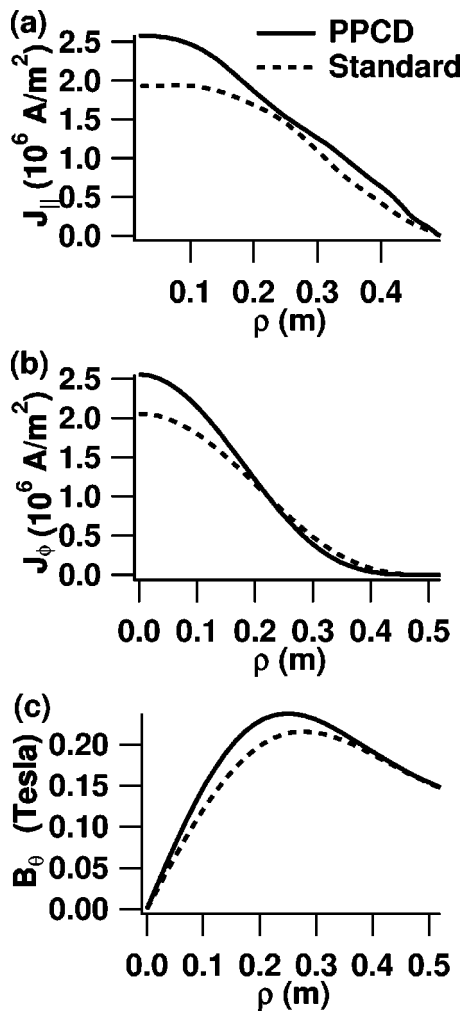 (a)
PPCD
Standard
J|| (10⁶ A/m²)
2.5
2.0
1.5
1.0
0.5
0.0
0.1 0.2 0.3 0.4
ρ (m)
(b)
Jϕ (10⁶ A/m²)
2.5
2.0
1.5
1.0
0.5
0.0
0.0 0.1 0.2 0.3 0.4 0.5
ρ (m)
(c)
Bθ (Tesla)
0.20
0.15
0.10
0.05
0.00
0.0 0.1 0.2 0.3 0.4 0.5
ρ (m)